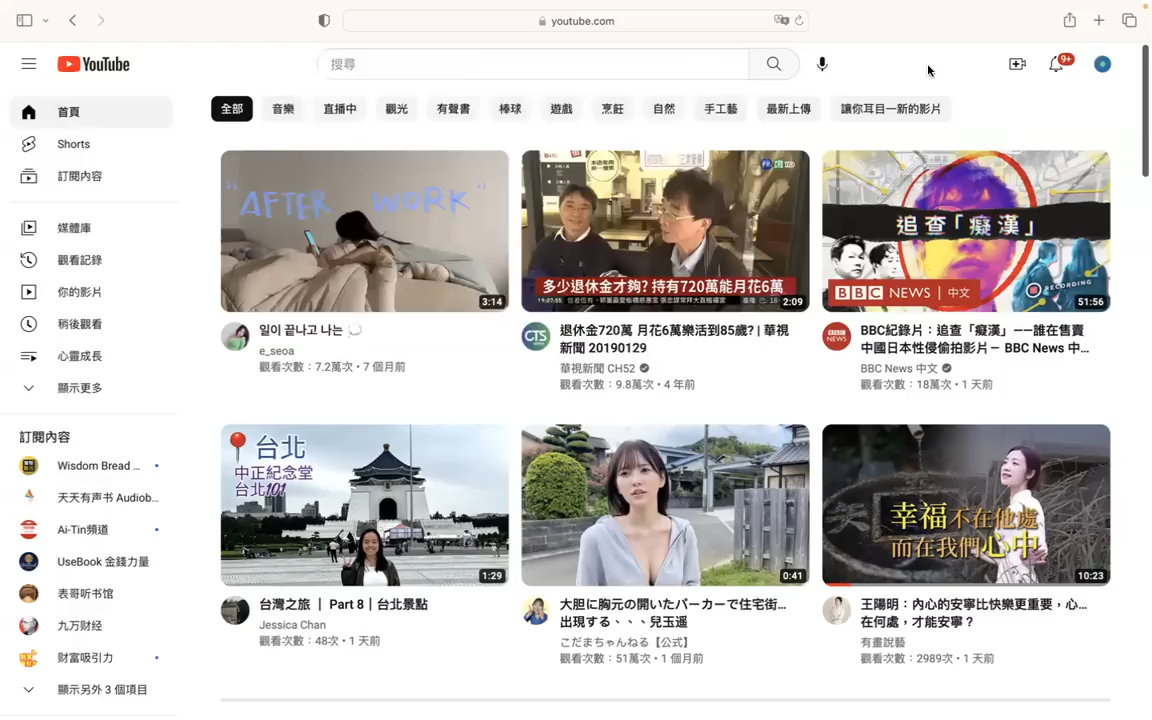 youtube.com
YouTube
搜尋
9+
首頁
Shorts
訂閱內容
媒體庫
觀看記錄
你的影片
稍後觀看
心靈成長
顯示更多
訂閱內容
Wisdom Bread ...
天天有声书 Audiob...
Ai-Tin頻道
UseBook 金錢力量
表哥听书馆
九万财经
财富吸引力
顯示另外 3 個項目
全部
音樂
直播中
觀光
有聲書
棒球
遊戲
烹飪
自然
手工藝
最新上傳
讓你耳目一新的影片
"AFTER WORK"
3:14
일이 끝나고 나는
e_seoa
觀看次數:7.2萬次・7 個月前
多少退休金才夠? 持有720萬能月花6萬
19:07:55
2:09
CTS
退休金720萬 月花6萬樂活到85歲? | 華視
新聞 20190129
華視新聞 CH52
觀看次數:9.8萬次・4 年前
追查「癡漢」
RECORDING
BBC NEWS | 中文
51:56
BBC NEWS
BBC紀錄片:追查「癡漢」——誰在售賣
中國日本性侵偷拍影片— BBC News 中...
BBC News 中文
觀看次數:18萬次・1 天前
台北
中正紀念堂
台北101
1:29
台灣之旅 | Part 8|台北景點
Jessica Chan
觀看次數:48次・1 天前
0:41
大胆に胸元の開いたパーカーで住宅街...
出現する、、、兒玉遥
こだまちゃんねる【公式】
觀看次數:51萬次・1 個月前
幸福不在他處
而在我們心中
10:23
王陽明:內心的安寧比快樂更重要,心...
在何處,才能安寧?
有畫說藝
觀看次數:2989次・1 天前